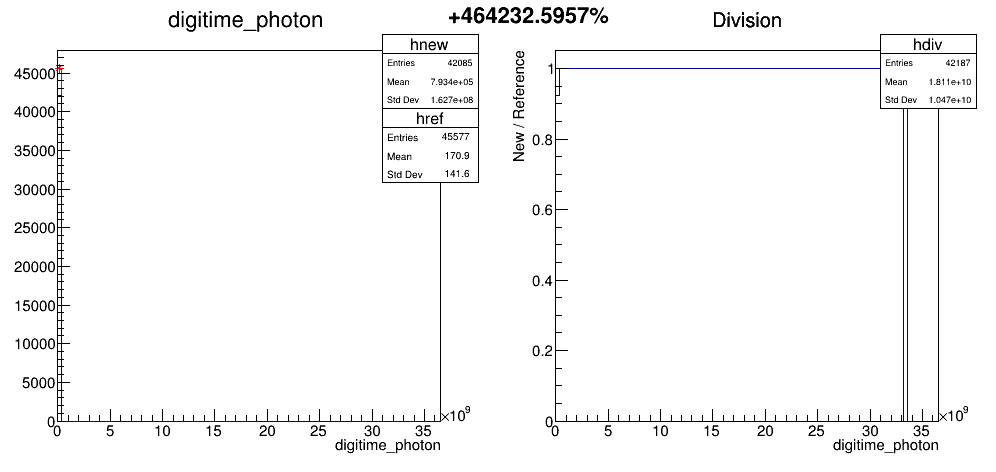 +464232.5957%
digitime_photon
hnew
Entries 42085
Mean 7.934e+05
Std Dev 1.627e+08
href
Entries 45577
Mean 170.9
Std Dev 141.6
45000
40000
35000
30000
25000
20000
15000
10000
5000
0
0 5 10 15 20 25 30 35 ×10^9
digitime_photon
Division
hdiv
Entries 42187
Mean 1.811e+10
Std Dev 1.047e+10
New / Reference
1
0.8
0.6
0.4
0.2
0
0 5 10 15 20 25 30 35 ×10^9
digitime_photon